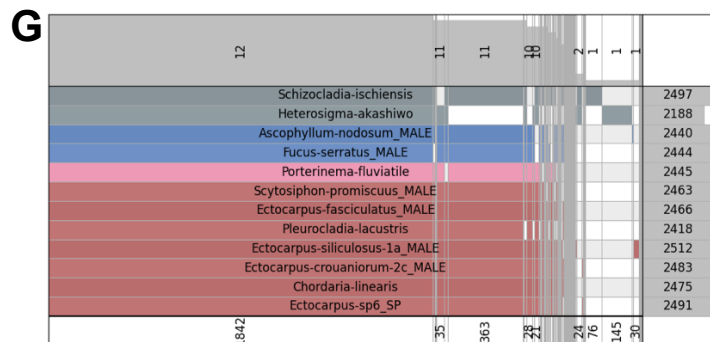 G
12 11 11 10 10 2 1 1 1
Schizocladia-ischiensis 2497
Heterosigma-akashiwo 2188
Ascophyllum-nodosum_MALE 2440
Fucus-serratus_MALE 2444
Porterinema-fluviatile 2445
Scytosiphon-promiscuus_MALE 2463
Ectocarpus-fasciculatus_MALE 2466
Pleurocladia-lacustris 2418
Ectocarpus-siliculosus-1a_MALE 2512
Ectocarpus-crouaniorum-2c_MALE 2483
Chordaria-linearis 2475
Ectocarpus-sp6_SP 2491
842 35 363 28 21 24 76 145 30